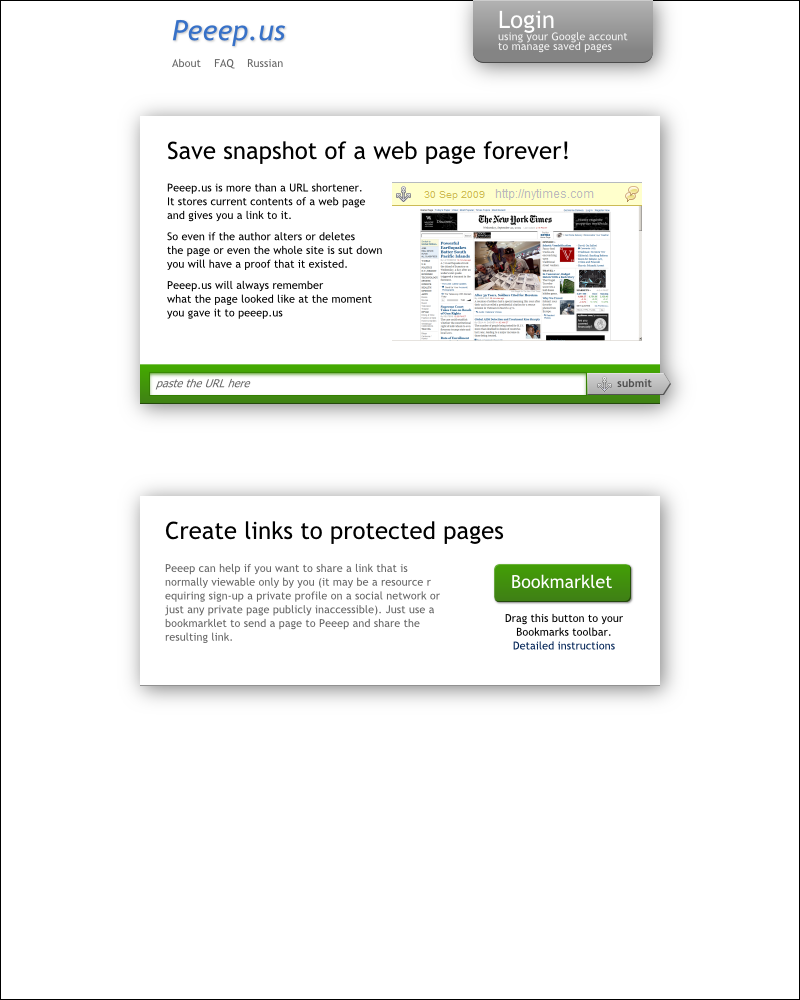 Peeep.us
About FAQ Russian
Login
using your Google account
to manage saved pages
Save snapshot of a web page forever!
Peeep.us is more than a URL shortener.
It stores current contents of a web page
and gives you a link to it.
So even if the author alters or deletes
the page or even the whole site is sut down
you will have a proof that it existed.
Peeep.us will always remember
what the page looked like at the moment
you gave it to peeep.us
30 Sep 2009 http://nytimes.com
The New York Times
Powerful
Earthquakes
Batter South
Pacific Islands
paste the URL here
submit
Create links to protected pages
Peeep can help if you want to share a link that is
normally viewable only by you (it may be a resource r
equiring sign-up a private profile on a social network or
just any private page publicly inaccessible). Just use a
bookmarklet to send a page to Peeep and share the
resulting link.
Bookmarklet
Drag this button to your
Bookmarks toolbar.
Detailed instructions